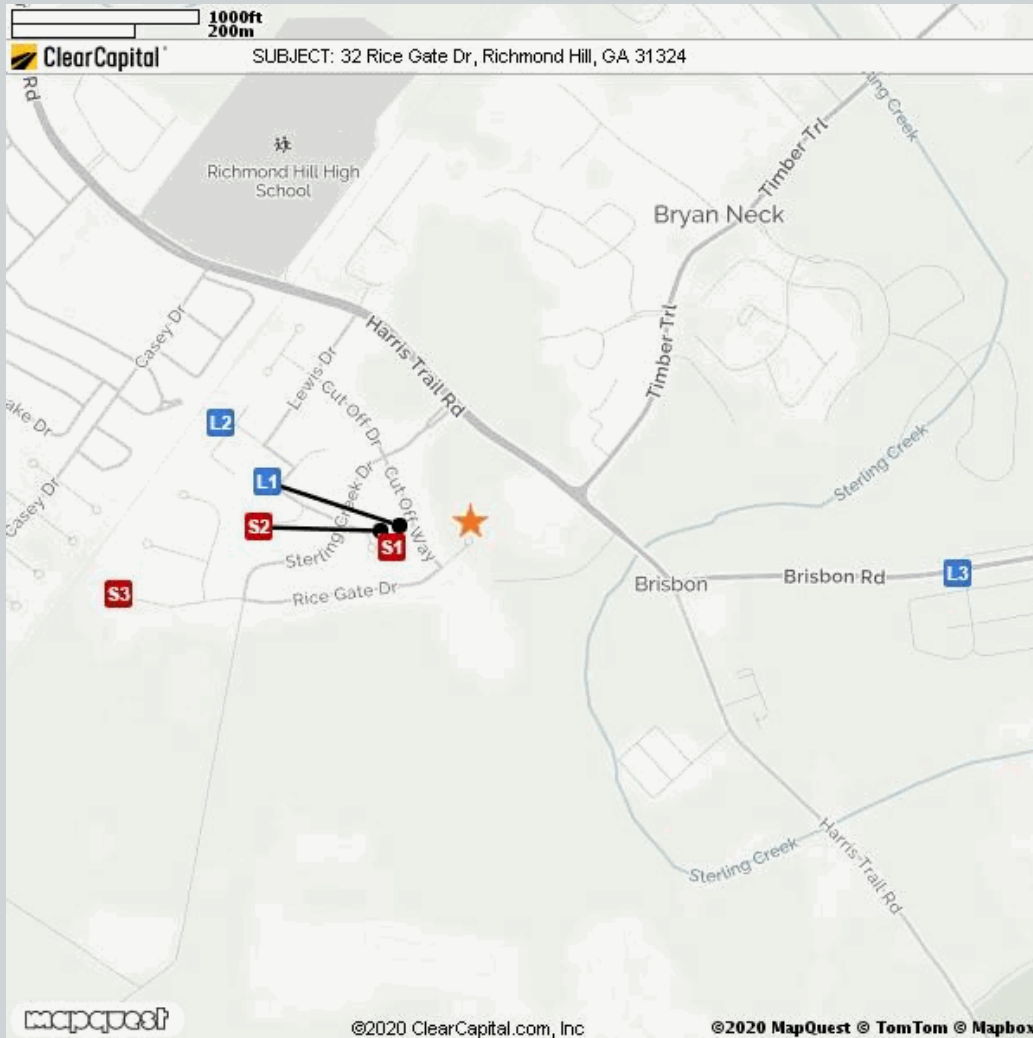 1000ft
200m
ClearCapital
SUBJECT: 32 Rice Gate Dr, Richmond Hill, GA 31324
Rd
Sterling Creek
Richmond Hill High
School
Timber Trl
Bryan Neck
Casey Dr
Harris Trail Rd
Lewis Dr
Timber Trl
Cut Off Dr
L2
Sterling Creek
L1
Sterling Creek Dr
Cut Off Way
Casey Dr
S2
S1
S3
Rice Gate Dr
Brisbon
Brisbon Rd
L3
Harris Trail Rd
Sterling Creek
mapquest
©2020 ClearCapital.com, Inc
©2020 MapQuest © TomTom © Mapbox